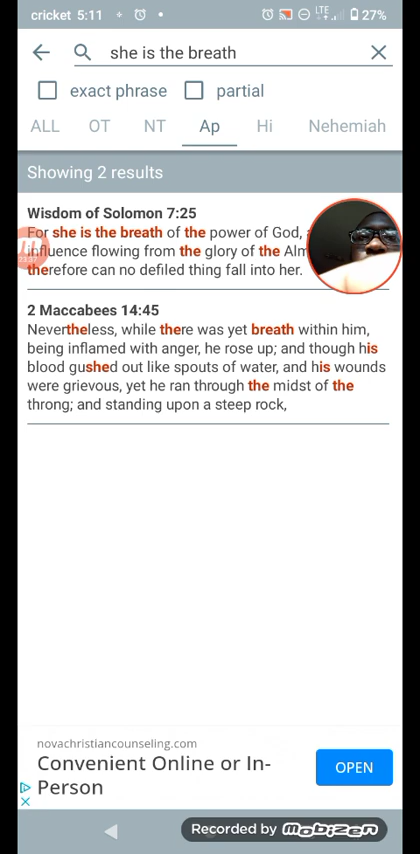 cricket 5:11 LTE 27%
she is the breath
exact phrase partial
ALL OT NT Ap Hi Nehemiah
Showing 2 results
Wisdom of Solomon 7:25
For she is the breath of the power of God,
influence flowing from the glory of the Alm
therefore can no defiled thing fall into her.
2 Maccabees 14:45
Nevertheless, while there was yet breath within him,
being inflamed with anger, he rose up; and though his
blood gushed out like spouts of water, and his wounds
were grievous, yet he ran through the midst of the
throng; and standing upon a steep rock,
novachristiancounseling.com
Convenient Online or In-
Person
OPEN
Recorded by mobizen